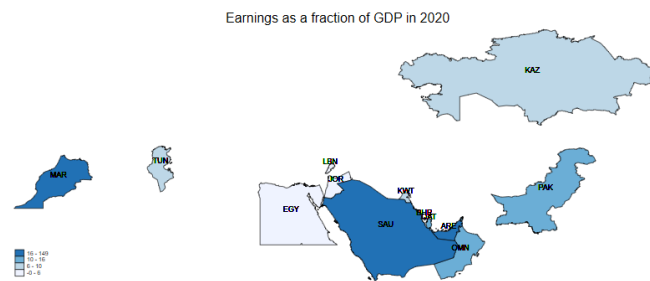 Earnings as a fraction of GDP in 2020
KAZ
LBN
TUN
JOR
MAR
PAK
KWT
EGY
BHR
QAT
SAU
ARE
OMN
16 - 149
10 - 16
6 - 10
-0 - 6